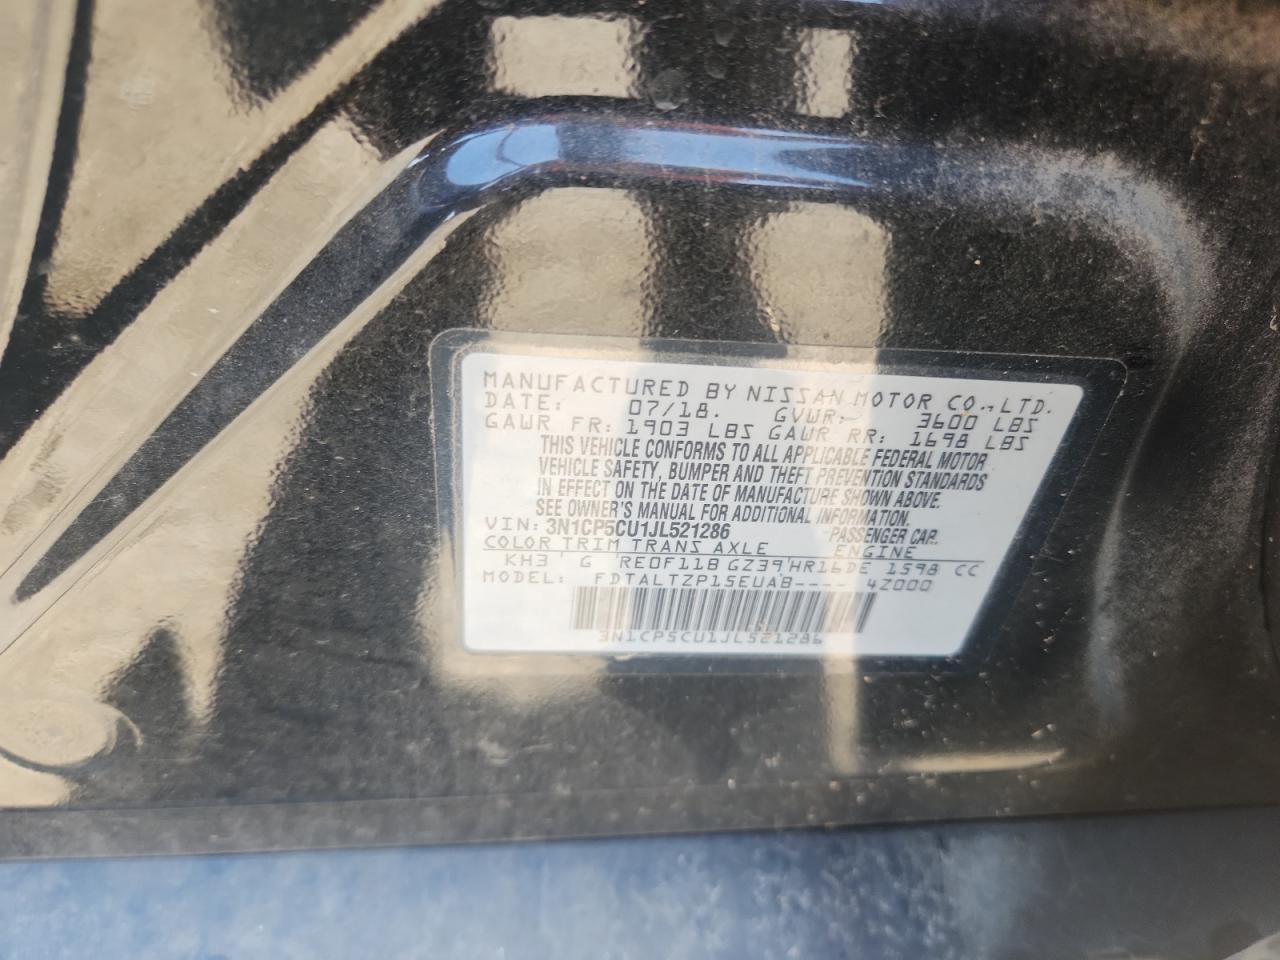 MANUFACTURED BY NISSAN MOTOR CO.,LTD.
DATE: 07/18. GVWR: 3600 LBS
GAWR FR: 1903 LBS GAWR RR: 1698 LBS
THIS VEHICLE CONFORMS TO ALL APPLICABLE FEDERAL MOTOR
VEHICLE SAFETY, BUMPER AND THEFT PREVENTION STANDARDS
IN EFFECT ON THE DATE OF MANUFACTURE SHOWN ABOVE.
SEE OWNER'S MANUAL FOR ADDITIONAL INFORMATION.
VIN: 3N1CP5CU1JL521286 PASSENGER CAR.
COLOR TRIM TRANS AXLE ENGINE
KH3 G RE0F11B GZ39 HR16DE 1598 CC
MODEL: FDTALTZP15EUAB---- 4Z000
3N1CP5CU1JL521286